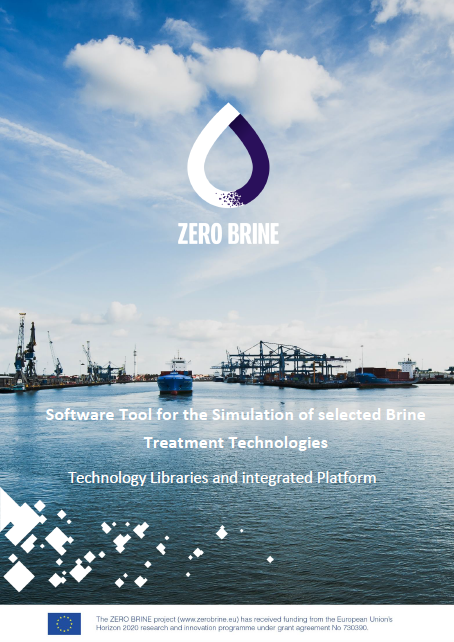 ZERO BRINE
Software Tool for the Simulation of selected Brine
Treatment Technologies
Technology Libraries and integrated Platform
The ZERO BRINE project (www.zerobrine.eu) has received funding from the European Union's
Horizon 2020 research and innovation programme under grant agreement No 730390.